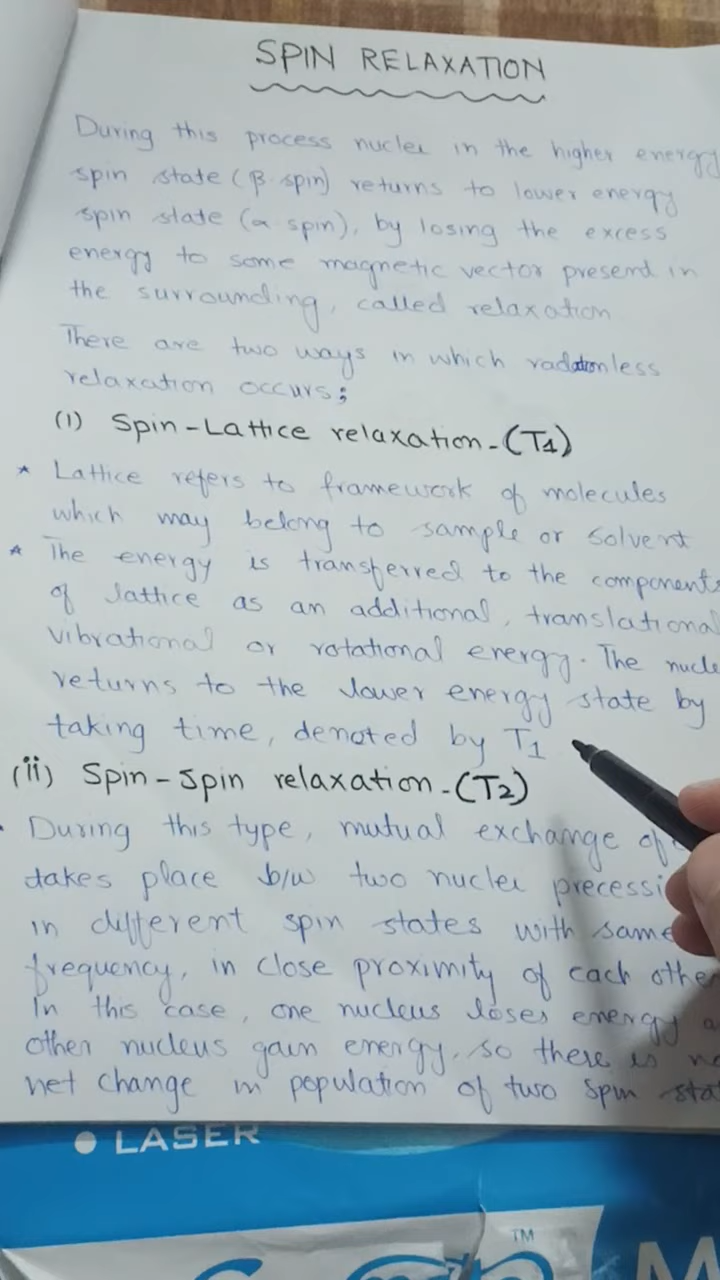 SPIN RELAXATION
During this process nuclei in the higher energy
spin state (β spin) returns to lower energy
spin state (α spin), by losing the excess
energy to some magnetic vector present in
the surrounding, called relaxation
There are two ways in which radationless
relaxation occurs;
(i) Spin-Lattice relaxation-(T1)
* Lattice refers to framework of molecules
which may belong to sample or solvent
* The energy is transferred to the components
of lattice as an additional, translational
vibrational or rotational energy. The nucle
returns to the lower energy state by
taking time, denoted by T1
(ii) Spin-Spin relaxation-(T2)
During this type, mutual exchange of
takes place b/w two nuclei precessi
in different spin states with same
frequency, in close proximity of each other
In this case, one nucleus loses energy
other nucleus gain energy, so there is
net change in population of two spin sta
LASER
TM
M